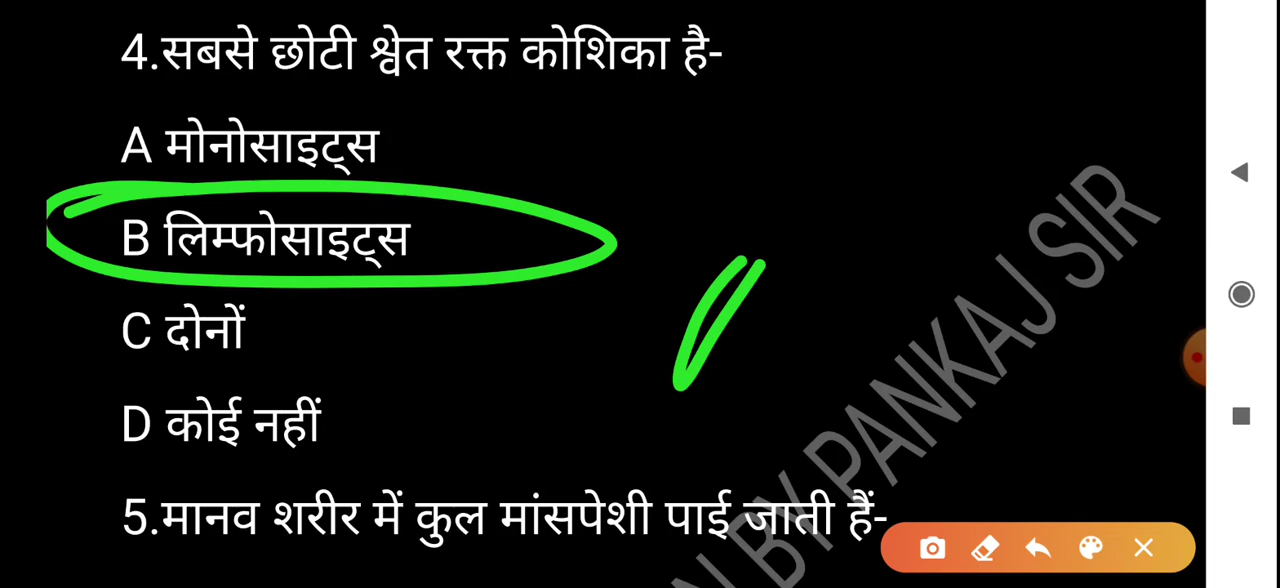 4.सबसे छोटी श्वेत रक्त कोशिका है-
A मोनोसाइट्स
B लिम्फोसाइट्स
C दोनों
D कोई नहीं
5.मानव शरीर में कुल मांसपेशी पाई जाती हैं-
BY PANKAJ SIR